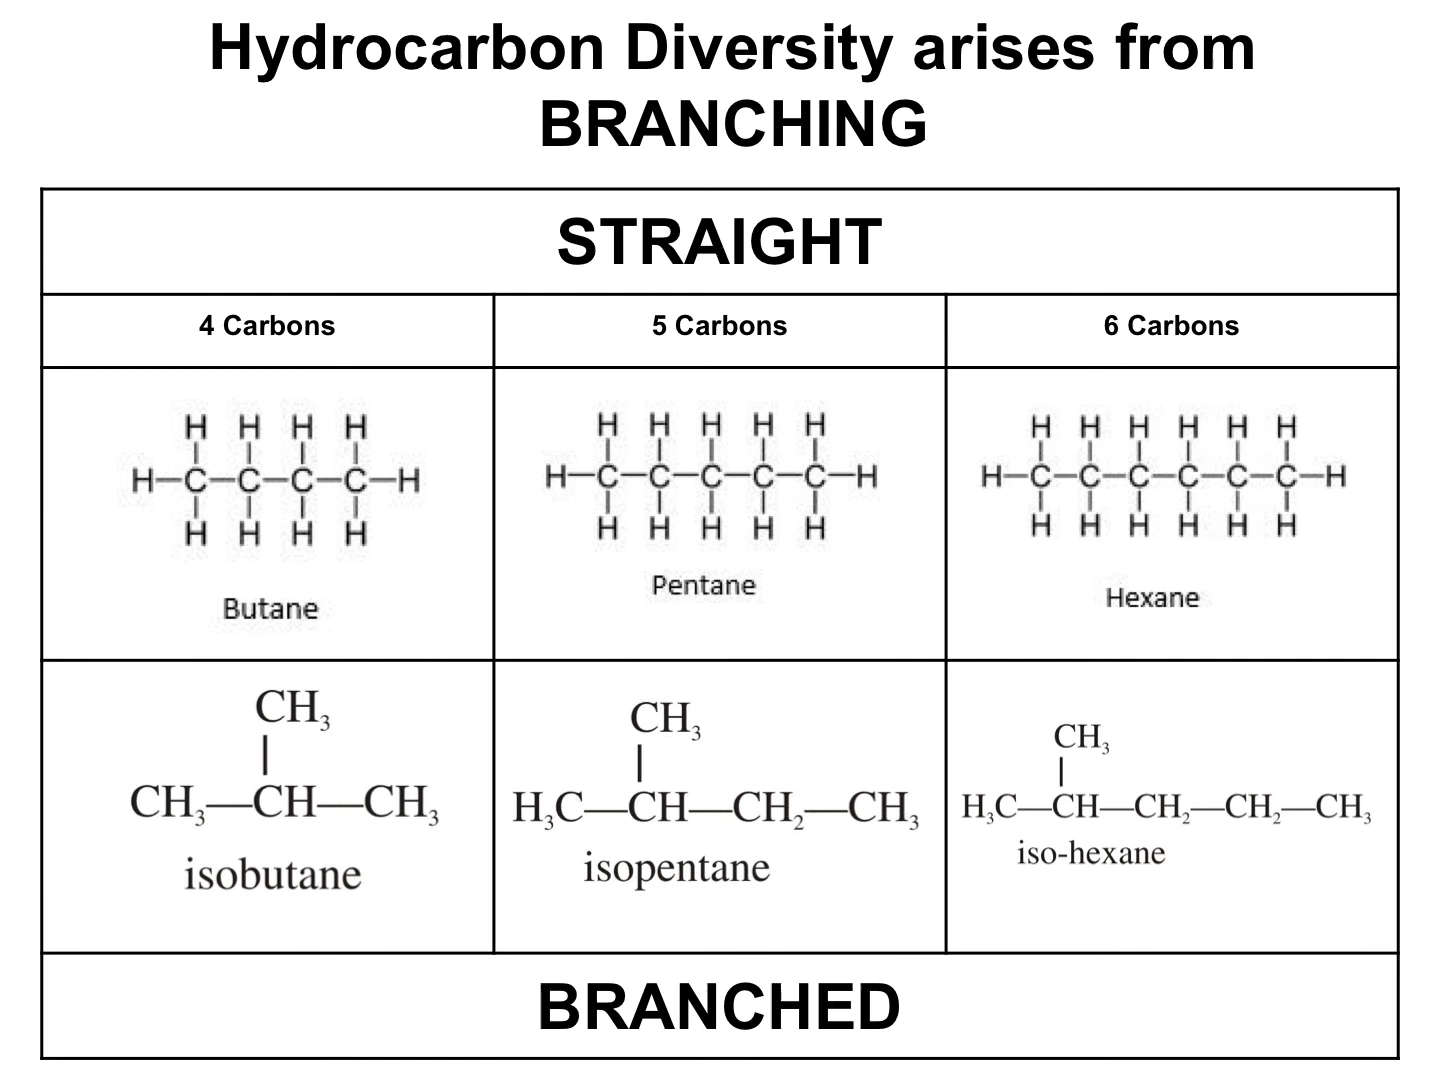 Hydrocarbon Diversity arises from
BRANCHING
STRAIGHT
4 Carbons
5 Carbons
6 Carbons
H H H H
H–C–C–C–C–H
H H H H
Butane
H H H H H
H–C–C–C–C–C–H
H H H H H
Pentane
H H H H H H
H–C–C–C–C–C–C–H
H H H H H H
Hexane
CH₃
|
CH₃—CH—CH₃
isobutane
CH₃
|
H₃C—CH—CH₂—CH₃
isopentane
CH₃
|
H₃C—CH—CH₂—CH₂—CH₃
iso-hexane
BRANCHED